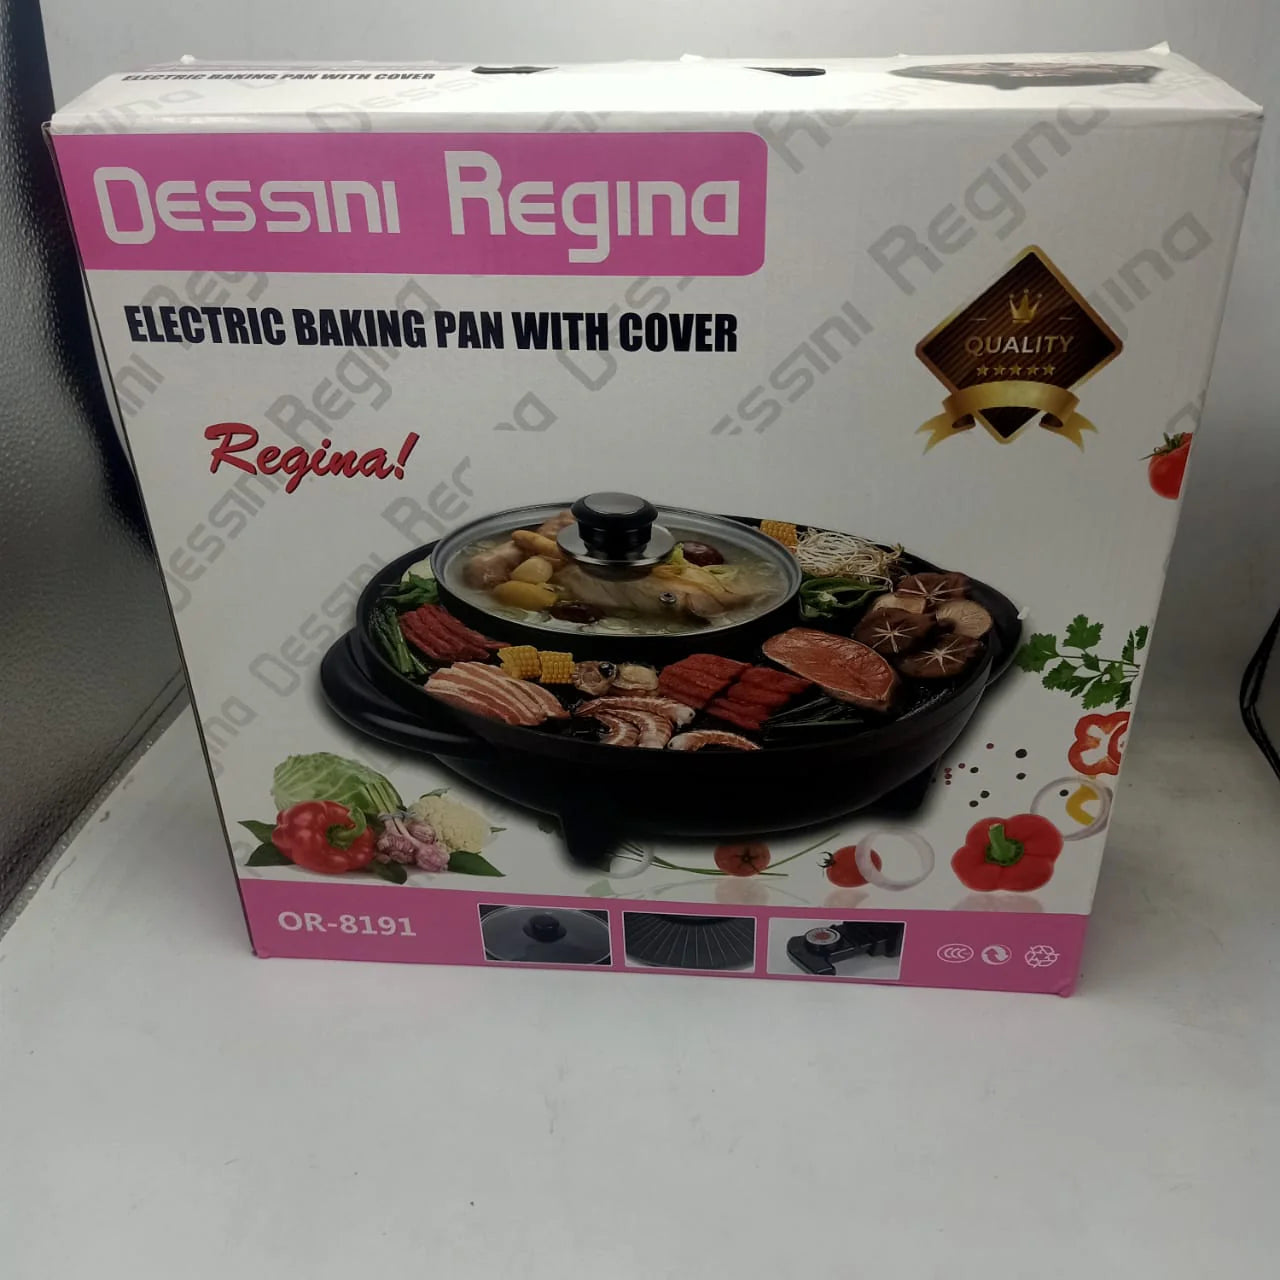 ELECTRIC BAKING PAN WITH COVER
Dessini Regina
ELECTRIC BAKING PAN WITH COVER
QUALITY
Regina!
OR-8191